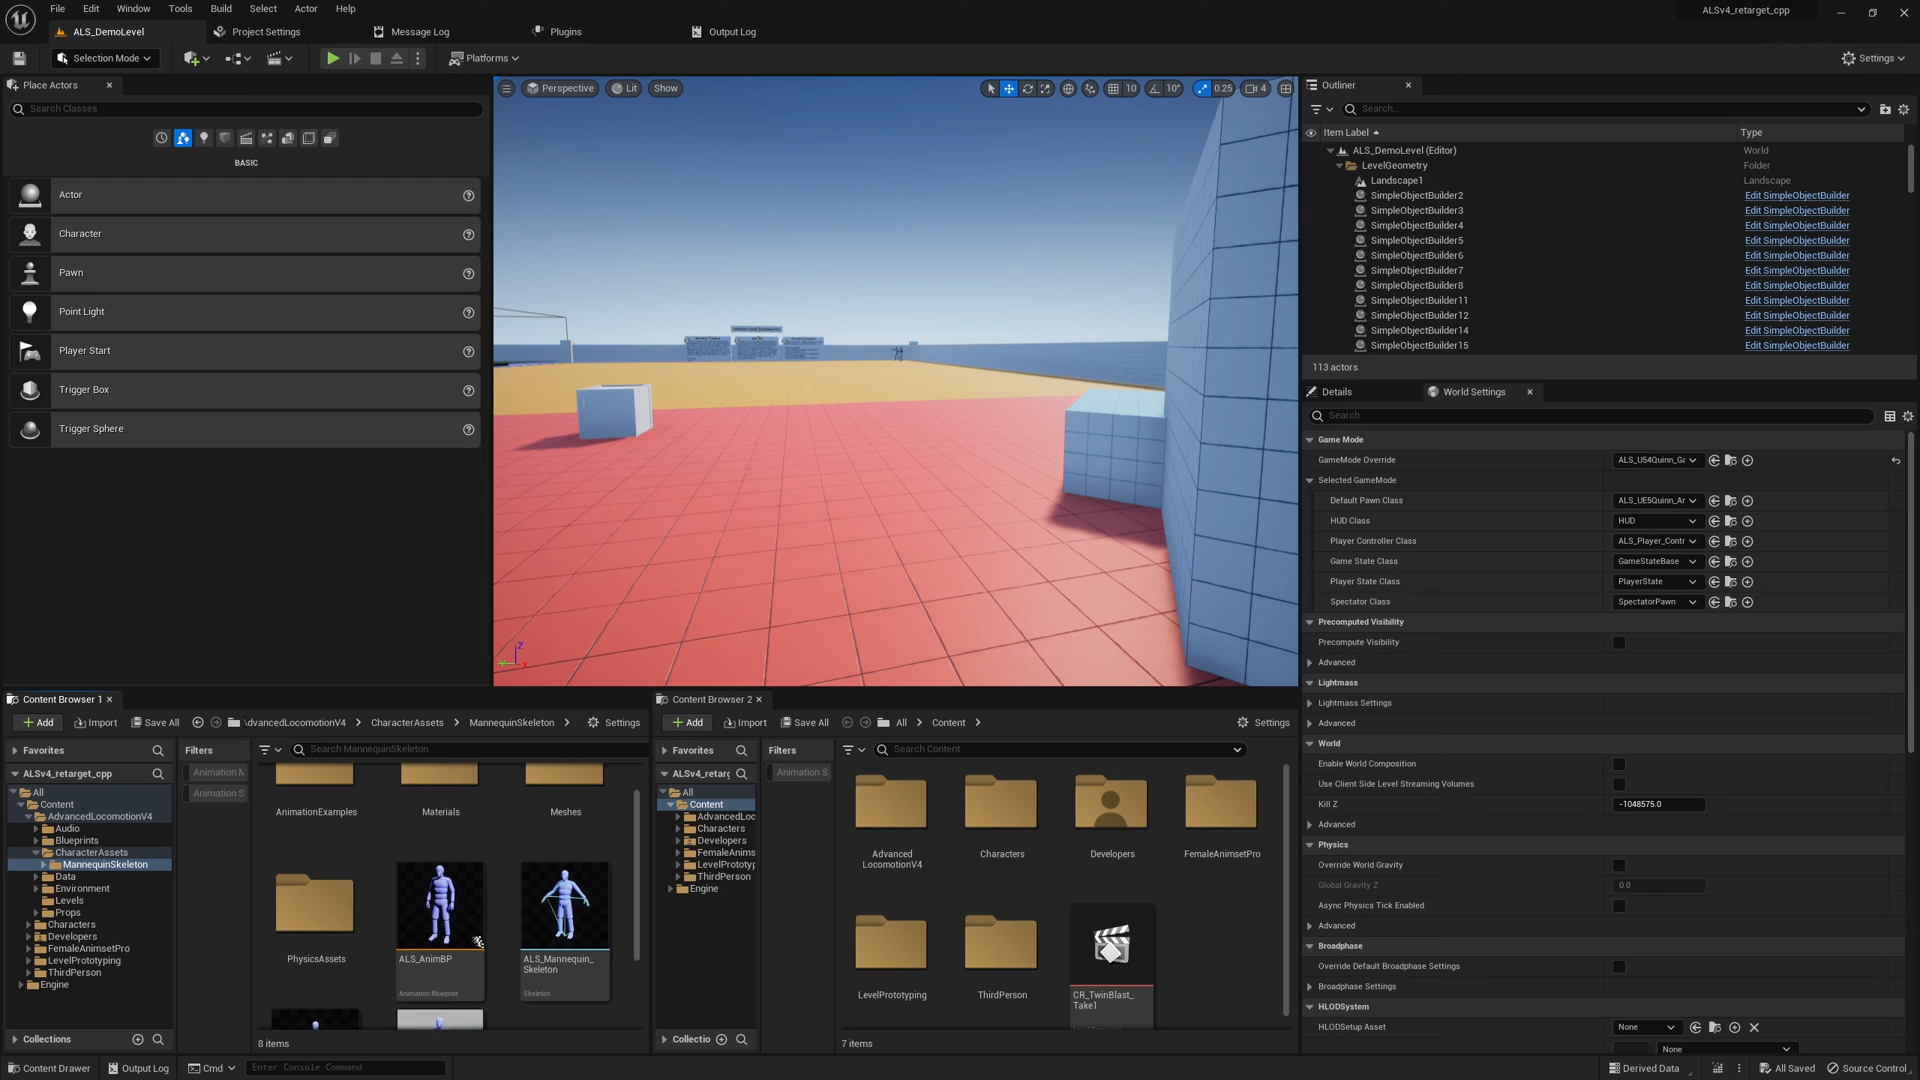 File Edit Window Tools Build Select Actor Help
ALSv4_retarget_cpp
ALS_DemoLevel
Project Settings
Message Log
Plugins
Output Log
Selection Mode
Platforms
Settings
Place Actors
Search Classes
BASIC
Actor
Character
Pawn
Point Light
Player Start
Trigger Box
Trigger Sphere
Perspective
Lit
Show
10
10°
0.25
4
Z
Outliner
Search...
Item Label
Type
ALS_DemoLevel (Editor) World
LevelGeometry Folder
Landscape1 Landscape
SimpleObjectBuilder2 Edit SimpleObjectBuilder
SimpleObjectBuilder3 Edit SimpleObjectBuilder
SimpleObjectBuilder4 Edit SimpleObjectBuilder
SimpleObjectBuilder5 Edit SimpleObjectBuilder
SimpleObjectBuilder6 Edit SimpleObjectBuilder
SimpleObjectBuilder7 Edit SimpleObjectBuilder
SimpleObjectBuilder8 Edit SimpleObjectBuilder
SimpleObjectBuilder11 Edit SimpleObjectBuilder
SimpleObjectBuilder12 Edit SimpleObjectBuilder
SimpleObjectBuilder14 Edit SimpleObjectBuilder
SimpleObjectBuilder15 Edit SimpleObjectBuilder
113 actors
Details
World Settings
Search
Game Mode
GameMode Override ALS_U54Quinn_Ga
Selected GameMode
Default Pawn Class ALS_UE5Quinn_Ar
HUD Class HUD
Player Controller Class ALS_Player_Contr
Game State Class GameStateBase
Player State Class PlayerState
Spectator Class SpectatorPawn
Precomputed Visibility
Precompute Visibility
Advanced
Lightmass
Lightmass Settings
Advanced
World
Enable World Composition
Use Client Side Level Streaming Volumes
Kill Z -1048575.0
Advanced
Physics
Override World Gravity
Global Gravity Z 0.0
Async Physics Tick Enabled
Advanced
Broadphase
Override Default Broadphase Settings
Broadphase Settings
HLODSystem
HLODSetup Asset None
None
Content Browser 1
Add Import Save All
AdvancedLocomotionV4 CharacterAssets MannequinSkeleton
Settings
Favorites
Filters
Search MannequinSkeleton
ALSv4_retarget_cpp
Animation M
Animation S
All
Content
AdvancedLocomotionV4
Audio
Blueprints
CharacterAssets
MannequinSkeleton
Data
Environment
Levels
Props
Characters
Developers
FemaleAnimsetPro
LevelPrototyping
ThirdPerson
Engine
Collections
AnimationExamples
Materials
Meshes
PhysicsAssets
ALS_AnimBP
Animation Blueprint
ALS_Mannequin_
Skeleton
Skeleton
8 items
Content Browser 2
Add Import Save All
All Content
Settings
Favorites
Filters
Search Content
ALSv4_retarg
Animation S
All
Content
AdvancedLoc
Characters
Developers
FemaleAnims
LevelPrototyp
ThirdPerson
Engine
Collectio
Advanced
LocomotionV4
Characters
Developers
FemaleAnimsetPro
LevelPrototyping
ThirdPerson
CR_TwinBlast_
Take1
7 items
Content Drawer
Output Log
Cmd
Enter Console Command
Derived Data
All Saved
Source Control